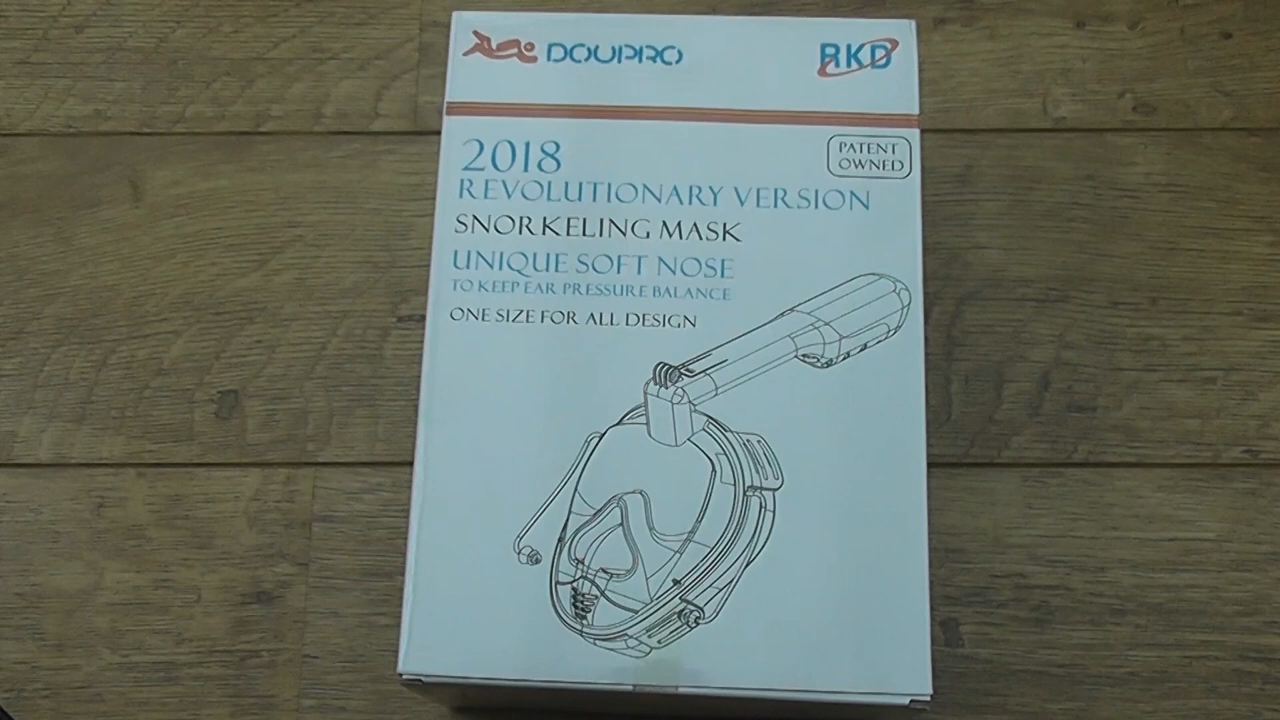 DOUPRO
RKD
PATENT
OWNED
2018
REVOLUTIONARY VERSION
SNORKELING MASK
UNIQUE SOFT NOSE
TO KEEP EAR PRESSURE BALANCE
ONE SIZE FOR ALL DESIGN